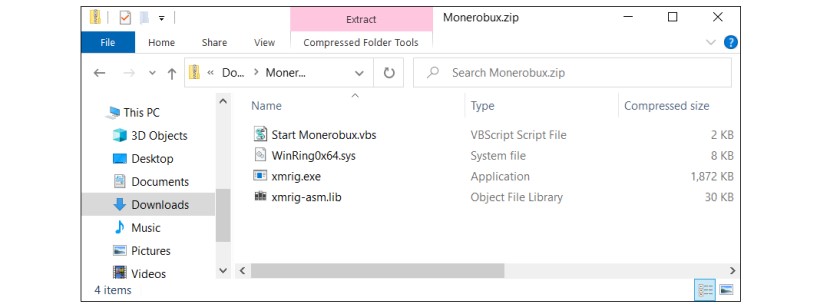 Extract
Monerobux.zip
File
Home
Share
View
Compressed Folder Tools
« Do... > Moner...
Search Monerobux.zip
This PC
3D Objects
Desktop
Documents
Downloads
Music
Pictures
Videos
Name Type Compressed size
Start Monerobux.vbs VBScript Script File 2 KB
WinRing0x64.sys System file 8 KB
xmrig.exe Application 1,872 KB
xmrig-asm.lib Object File Library 30 KB
4 items